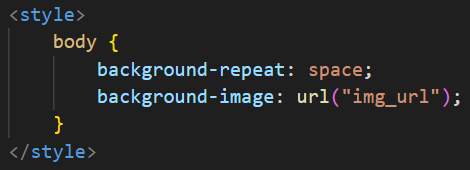 <style>
body {
background-repeat: space;
background-image: url("img_url");
}
</style>